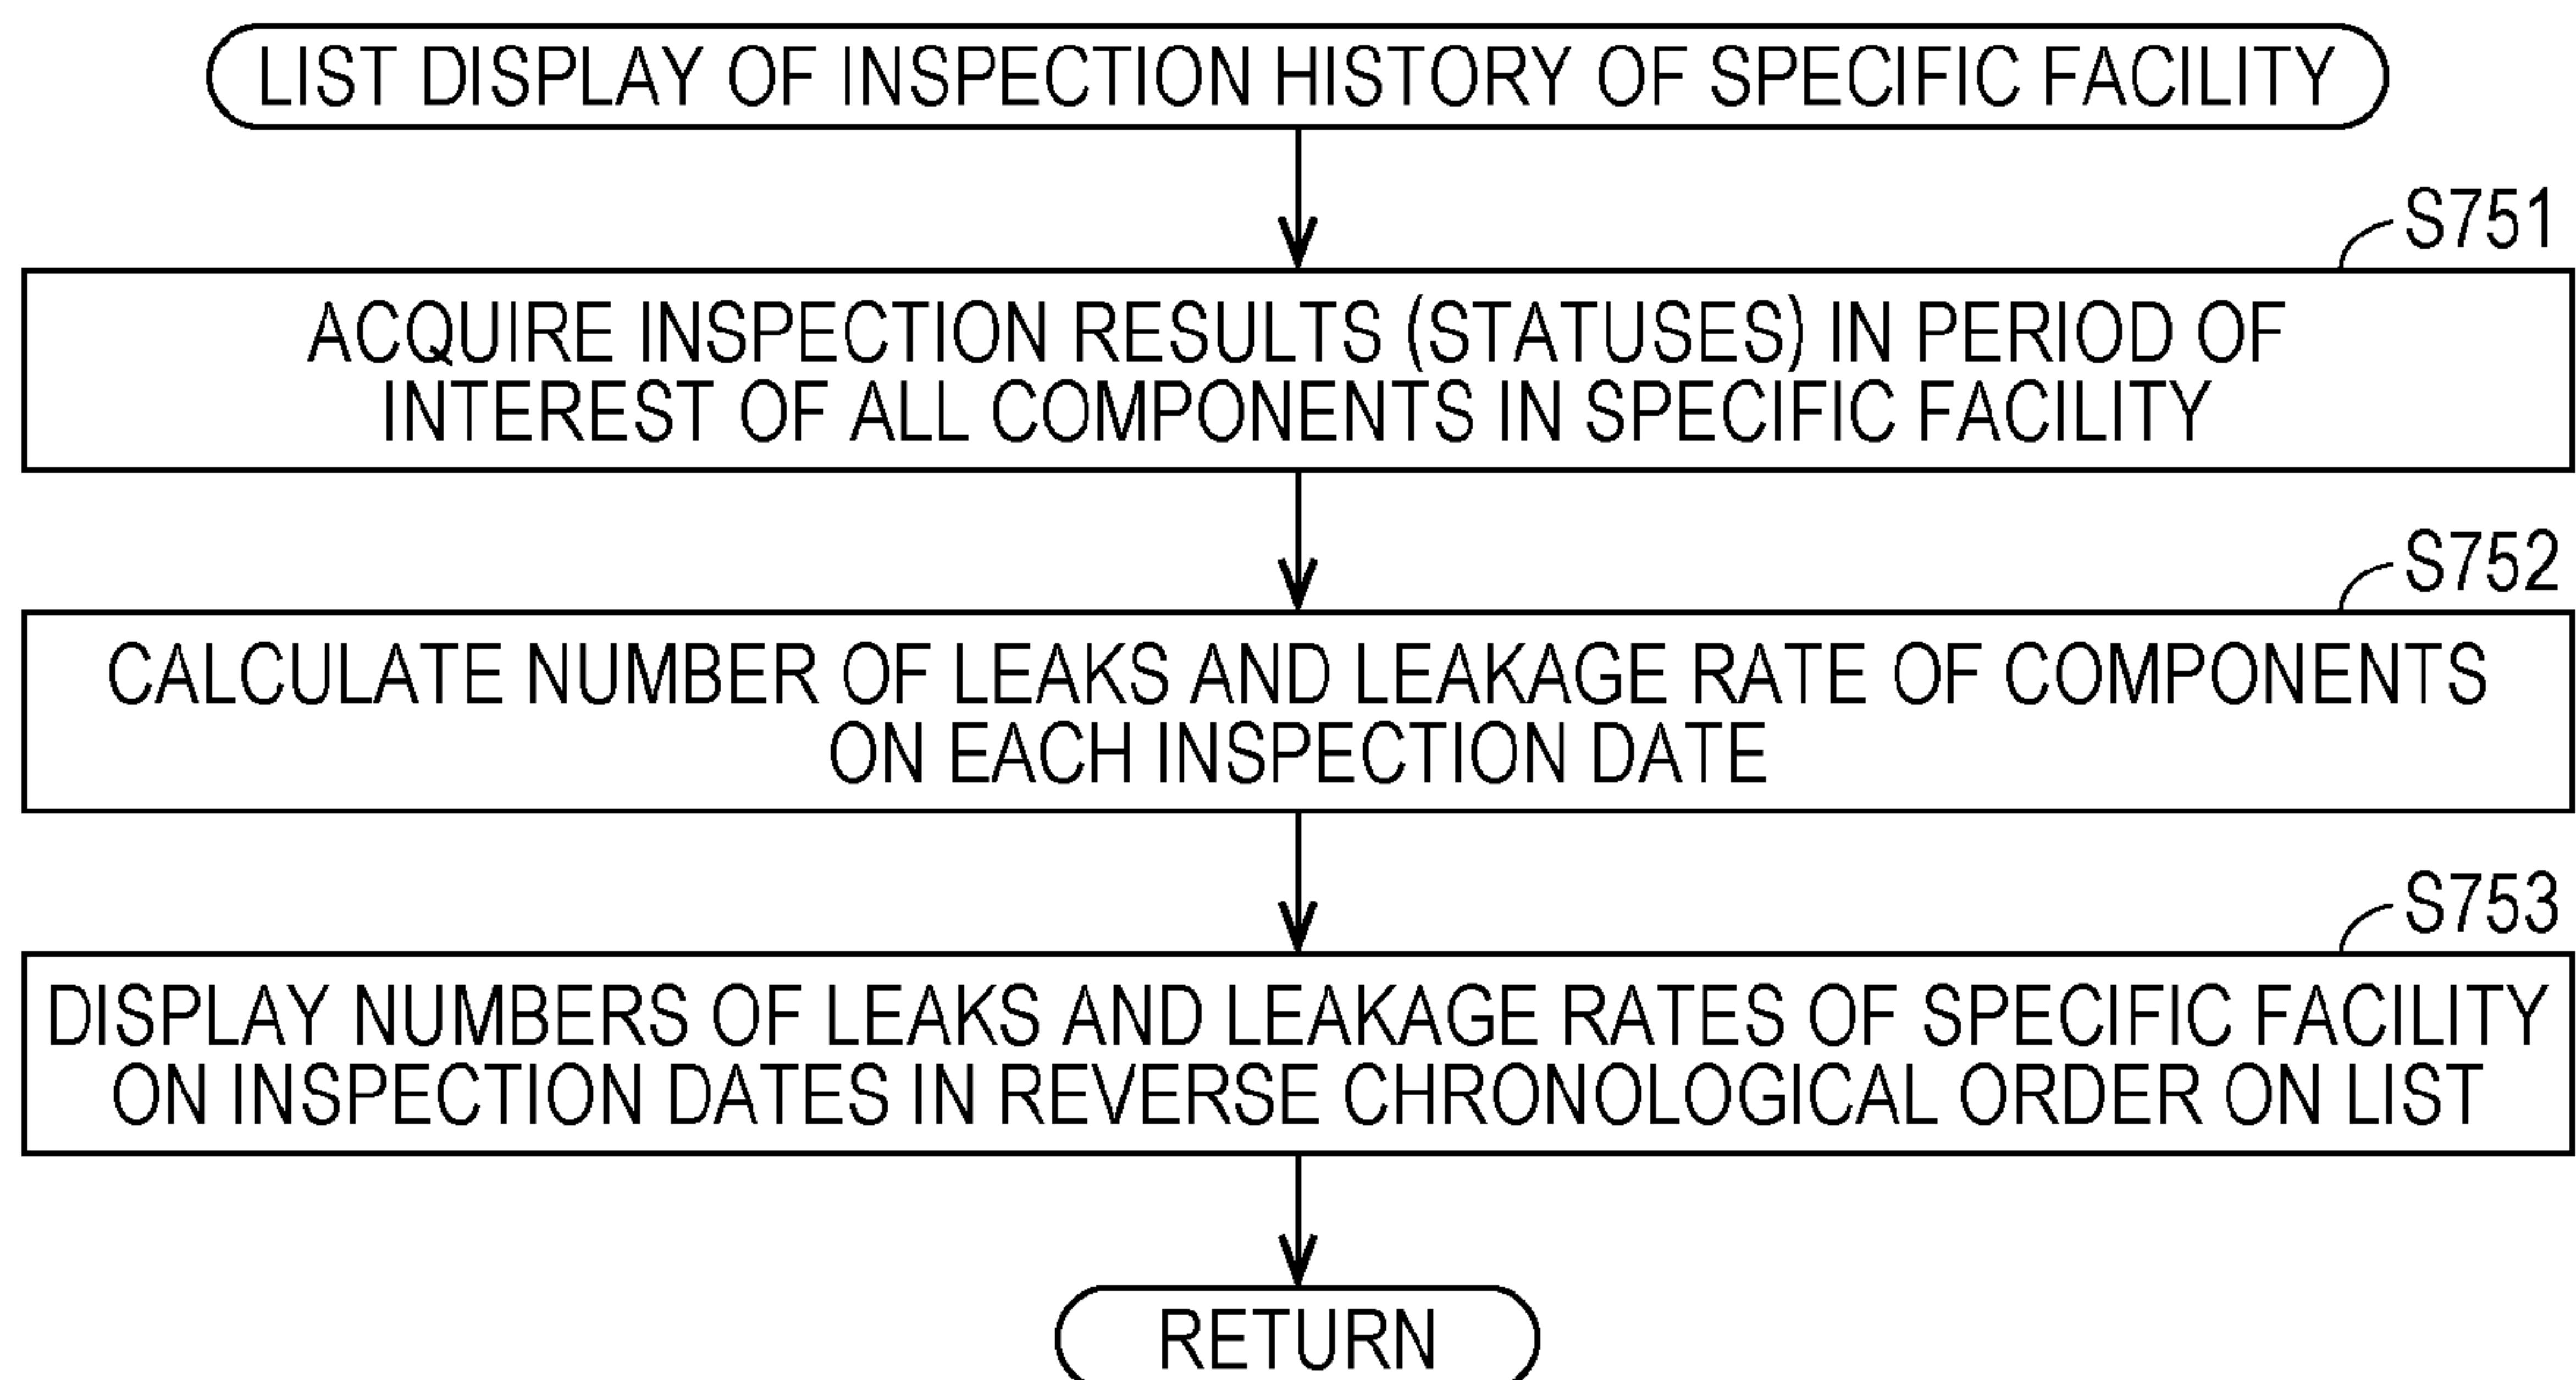 LIST DISPLAY OF INSPECTION HISTORY OF SPECIFIC FACILITY
S751
ACQUIRE INSPECTION RESULTS (STATUSES) IN PERIOD OF
INTEREST OF ALL COMPONENTS IN SPECIFIC FACILITY
S752
CALCULATE NUMBER OF LEAKS AND LEAKAGE RATE OF COMPONENTS
ON EACH INSPECTION DATE
S753
DISPLAY NUMBERS OF LEAKS AND LEAKAGE RATES OF SPECIFIC FACILITY
ON INSPECTION DATES IN REVERSE CHRONOLOGICAL ORDER ON LIST
RETURN